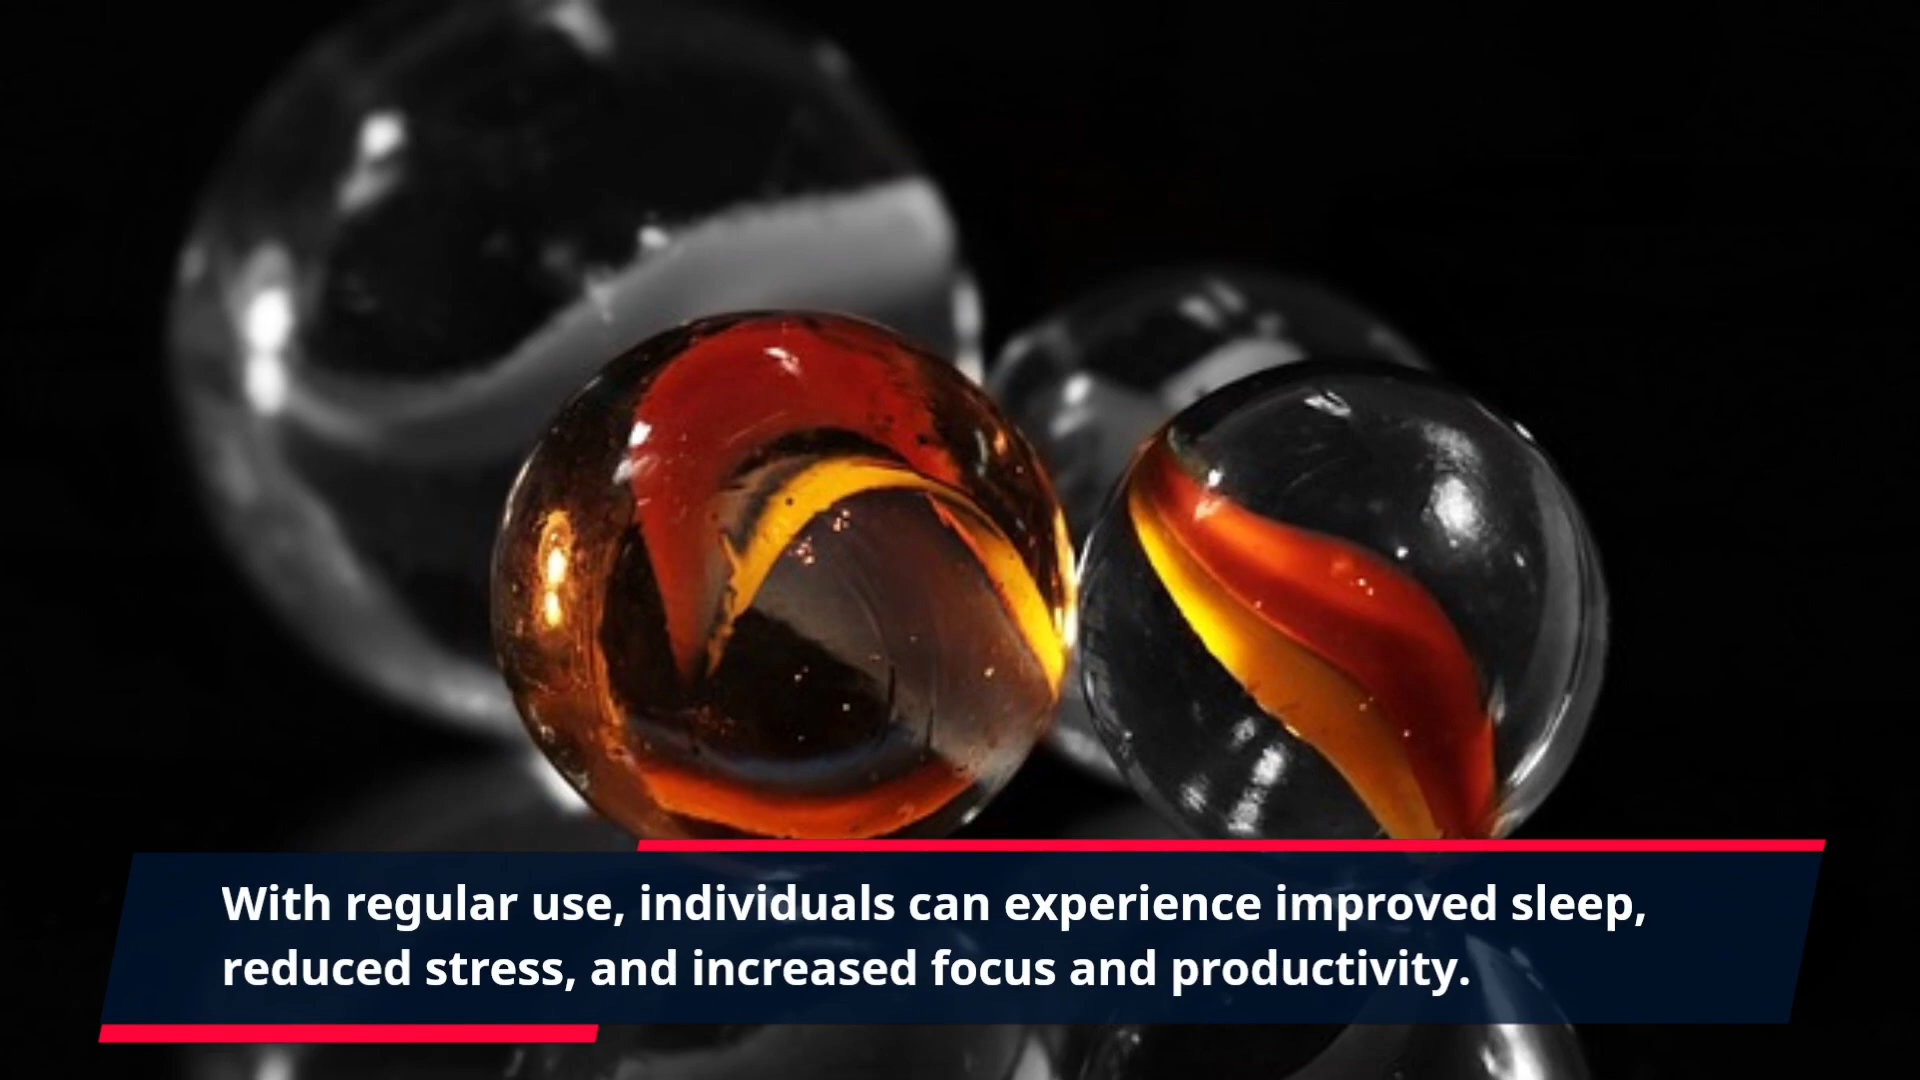 With regular use, individuals can experience improved sleep,
reduced stress, and increased focus and productivity.